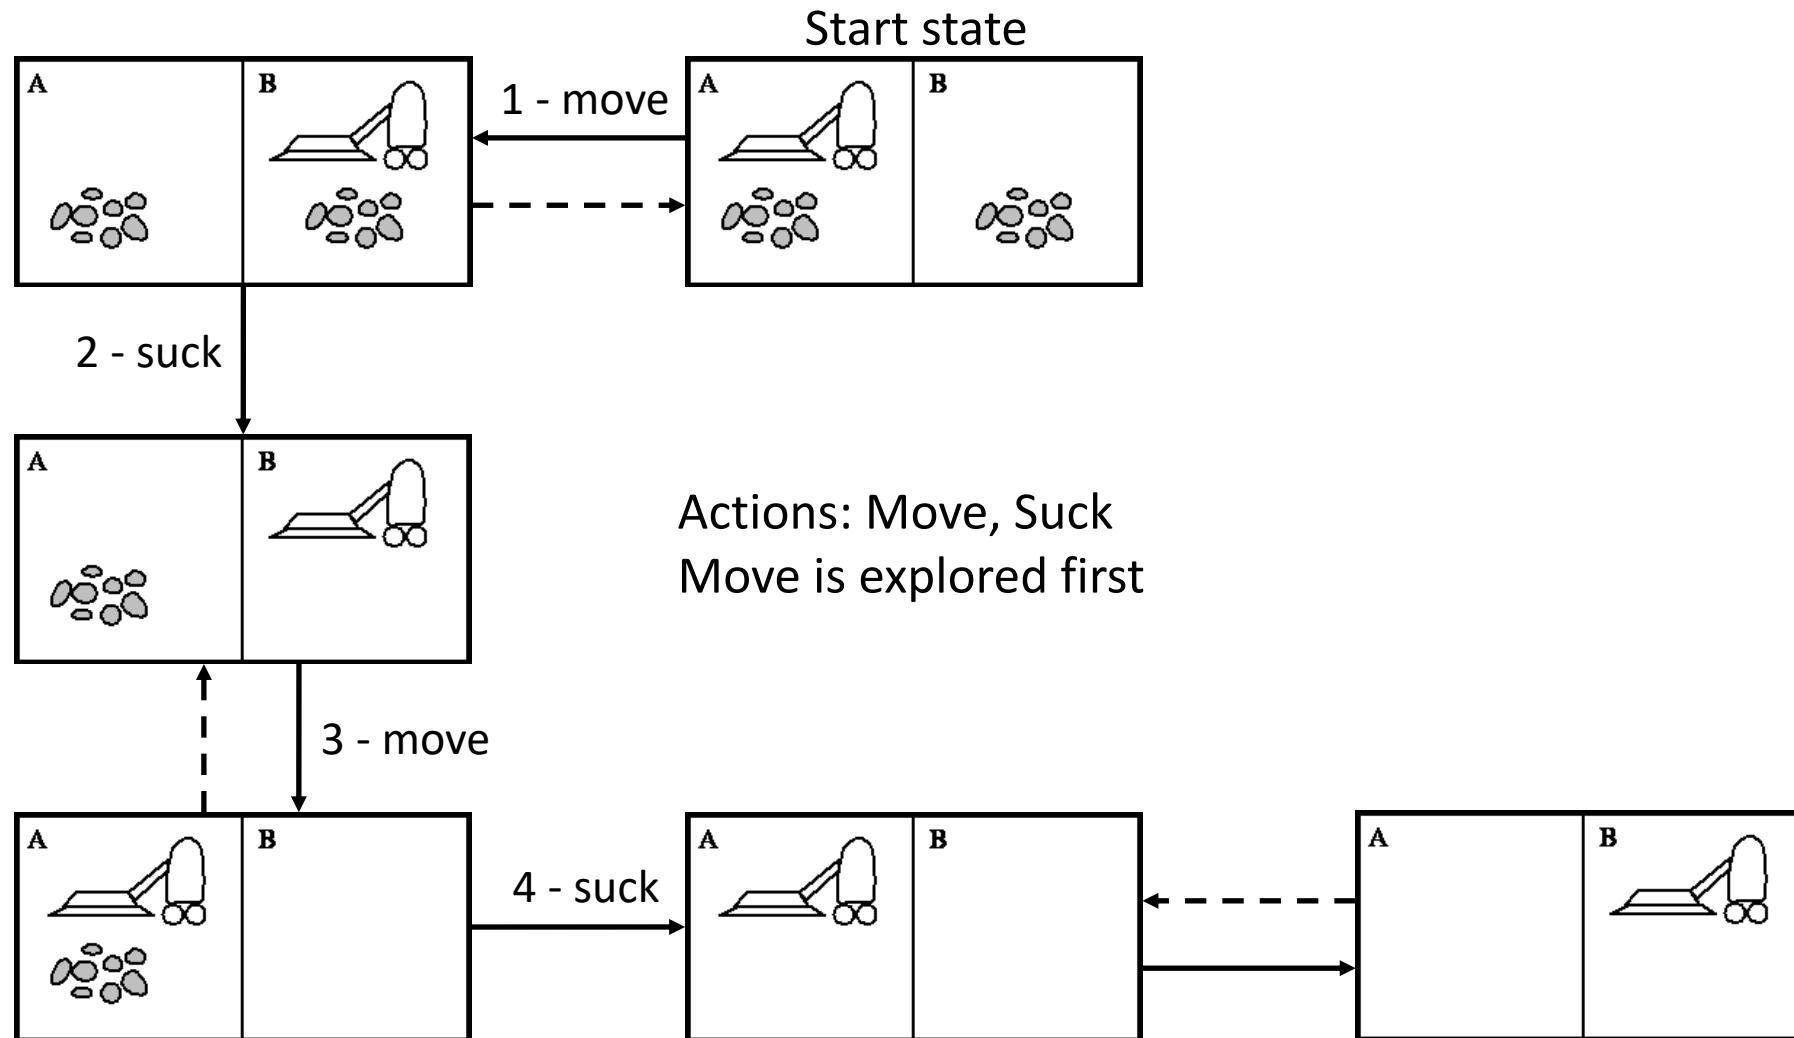 Start state
A B
1 - move
A B
2 - suck
A B
Actions: Move, Suck
Move is explored first
3 - move
A B
4 - suck
A B
A B